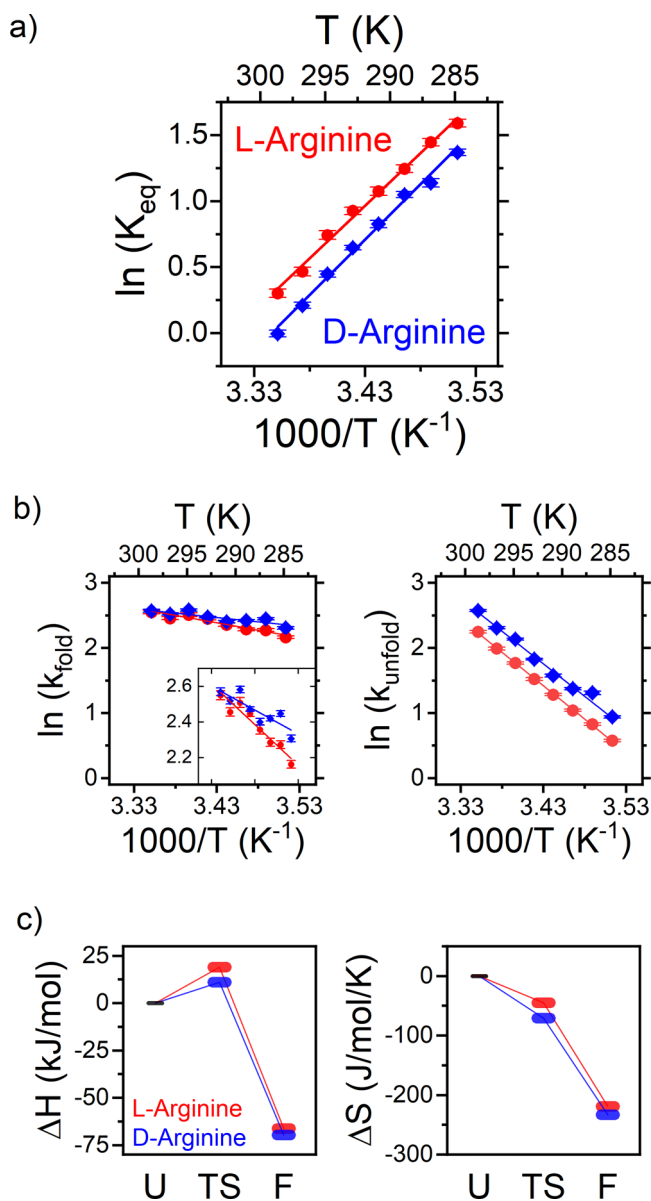 a)
T (K)
300 295 290 285
ln (K_eq)
1.5
1.0
0.5
0.0
L-Arginine
D-Arginine
3.33 3.43 3.53
1000/T (K⁻¹)
b)
T (K)
300 295 290 285
ln (k_fold)
3
2
1
0
2.6
2.4
2.2
3.33 3.43 3.53
1000/T (K⁻¹)
T (K)
300 295 290 285
ln (k_unfold)
3
2
1
0
3.33 3.43 3.53
1000/T (K⁻¹)
c)
ΔH (kJ/mol)
25
0
-25
-50
-75
L-Arginine
D-Arginine
U TS F
ΔS (J/mol/K)
0
-100
-200
-300
U TS F